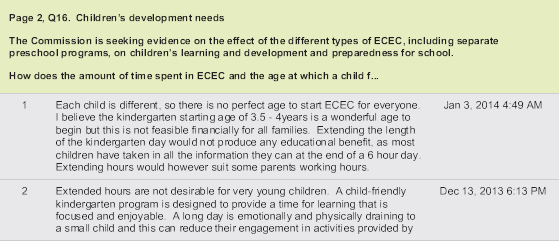 Page 2, Q16. Children's development needs
The Commission is seeking evidence on the effect of the different types of ECEC, including separate
preschool programs, on children's learning and development and preparedness for school.
How does the amount of time spent in ECEC and the age at which a child f...
1 Each child is different, so there is no perfect age to start ECEC for everyone. Jan 3, 2014 4:49 AM
I believe the kindergarten starting age of 3.5 - 4years is a wonderful age to
begin but this is not feasible financially for all families. Extending the length
of the kindergarten day would not produce any educational benefit, as most
children have taken in all the information they can at the end of a 6 hour day.
Extending hours would however suit some parents working hours.
2 Extended hours are not desirable for very young children. A child-friendly Dec 13, 2013 6:13 PM
kindergarten program is designed to provide a time for learning that is
focused and enjoyable. A long day is emotionally and physically draining to
a small child and this can reduce their engagement in activities provided by